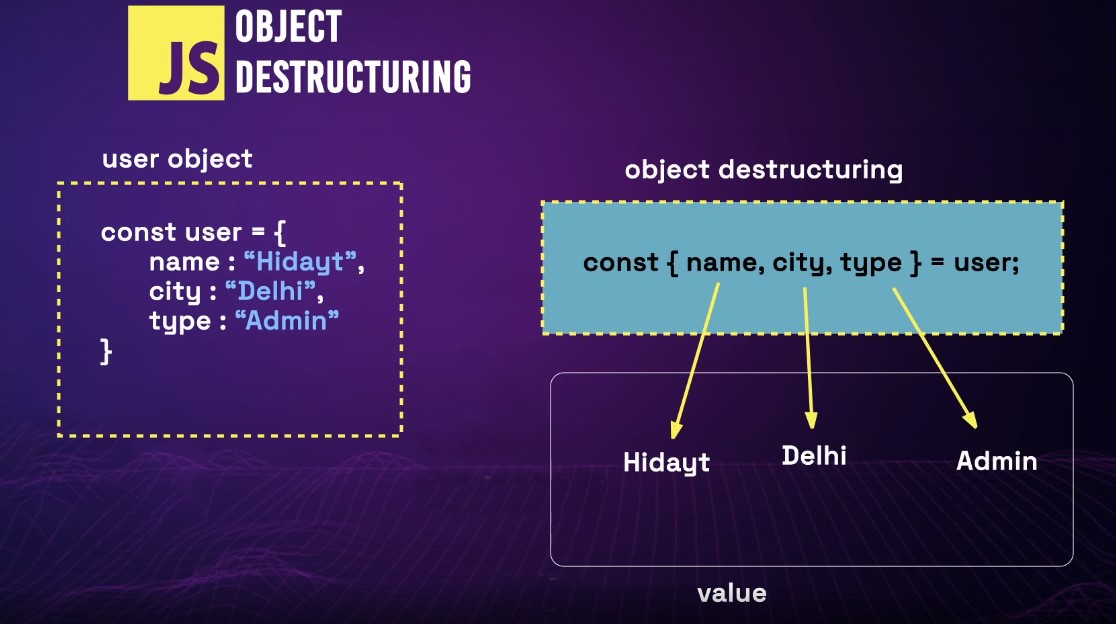 JS
OBJECT
DESTRUCTURING
user object
const user = {
name : “Hidayt”,
city : “Delhi”,
type : “Admin”
}
object destructuring
const { name, city, type } = user;
Hidayt Delhi Admin
value